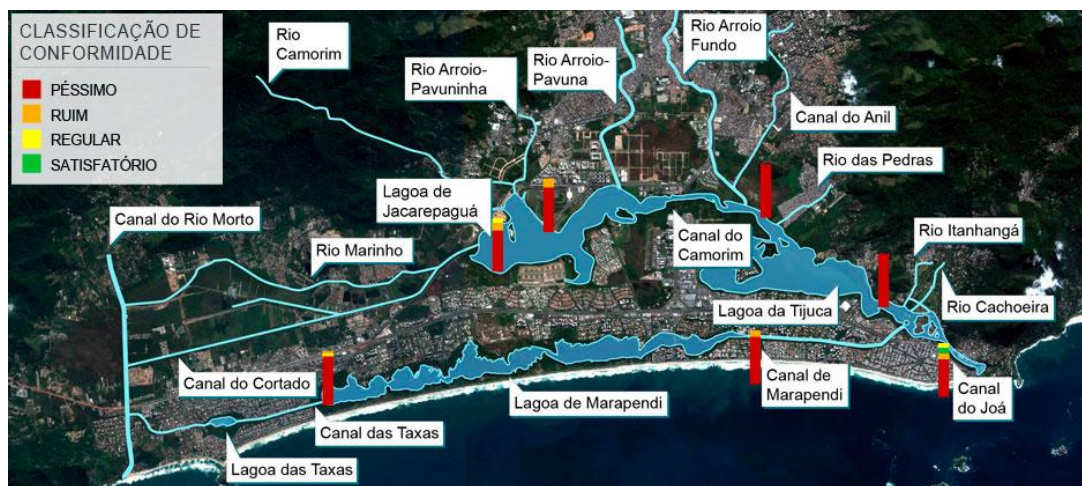 CLASSIFICAÇÃO DE
CONFORMIDADE
PÉSSIMO
RUIM
REGULAR
SATISFATÓRIO
Rio
Camorim
Rio Arroio-
Pavuninha
Rio Arroio-
Pavuna
Rio Arroio
Fundo
Canal do Anil
Rio das Pedras
Lagoa de
Jacarepaguá
Canal do Rio Morto
Rio Marinho
Canal do
Camorim
Rio Itanhangá
Rio Cachoeira
Lagoa da Tijuca
Canal do Cortado
Canal de
Marapendi
Canal
do Joá
Lagoa de Marapendi
Canal das Taxas
Lagoa das Taxas